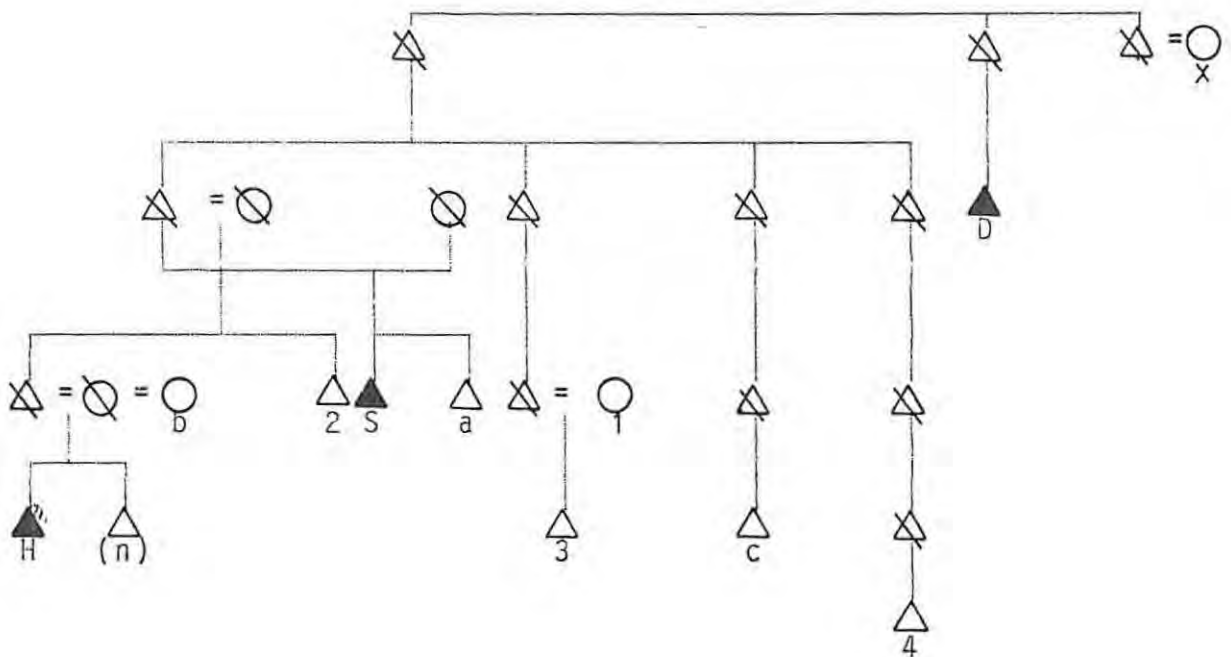 =
x
=
D
= = b 2 S a = 1
H (n) 3 c
4